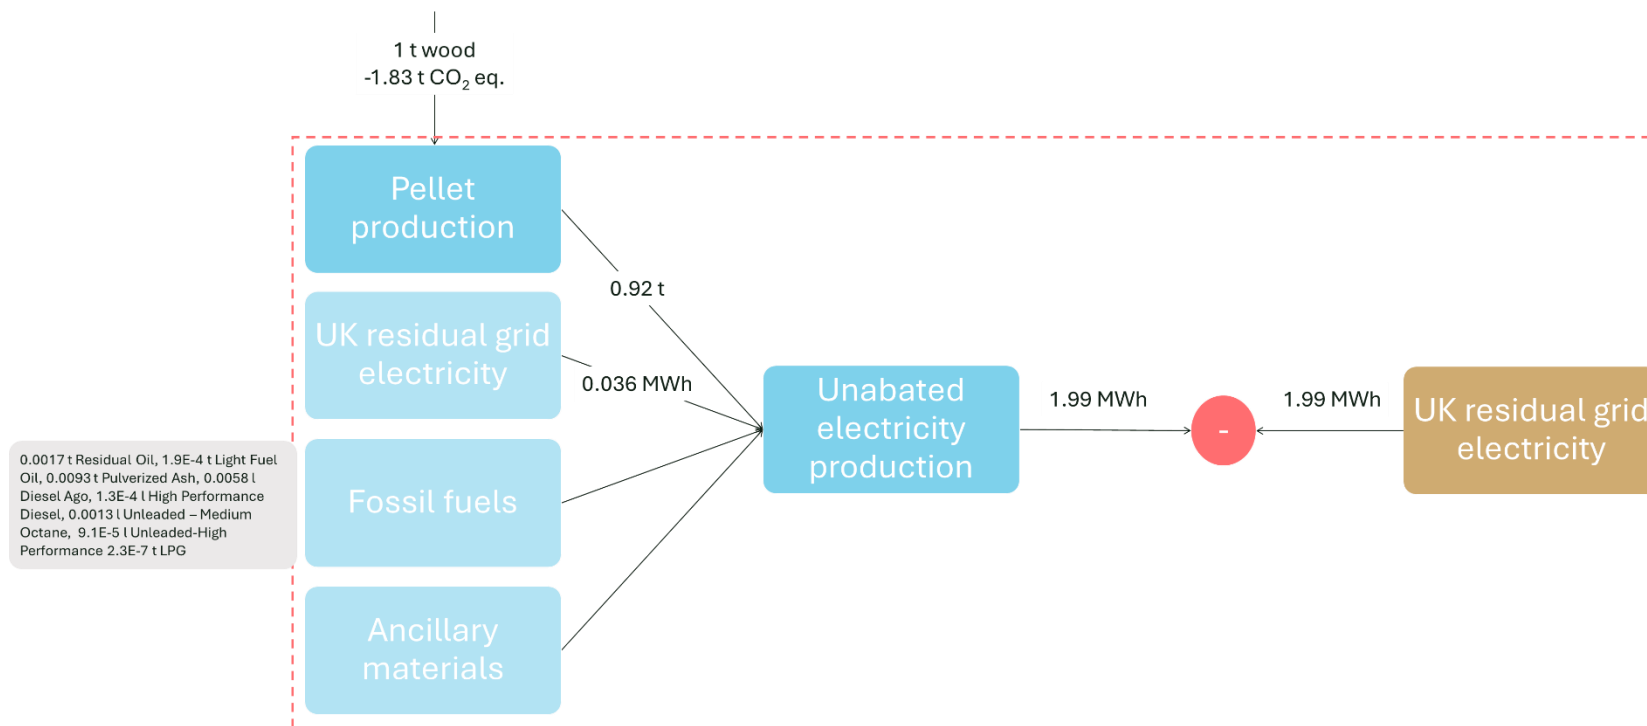 1 t wood
-1.83 t CO₂ eq.
Pellet
production
0.92 t
UK residual grid
electricity
0.036 MWh
Unabated
electricity
production
1.99 MWh
-
1.99 MWh
UK residual grid
electricity
0.0017 t Residual Oil, 1.9E-4 t Light Fuel
Oil, 0.0093 t Pulverized Ash, 0.0058 l
Diesel Ago, 1.3E-4 l High Performance
Diesel, 0.0013 l Unleaded – Medium
Octane, 9.1E-5 l Unleaded-High
Performance 2.3E-7 t LPG
Fossil fuels
Ancillary
materials